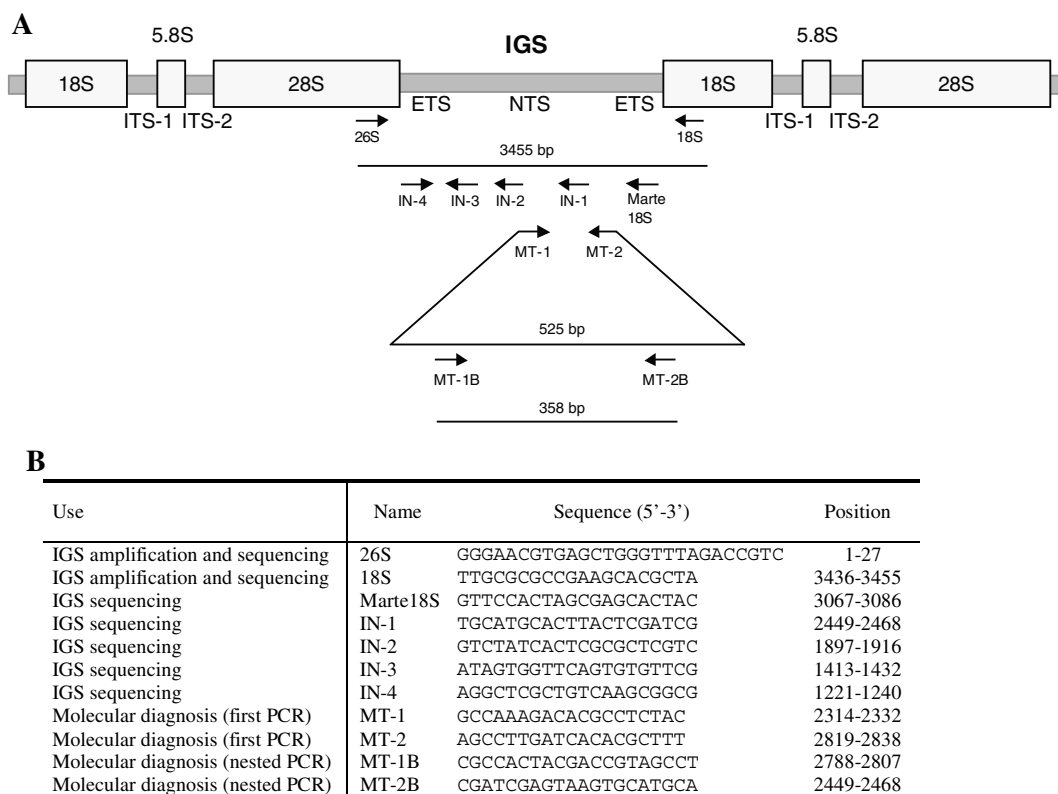 A
5.8S IGS 5.8S
18S 28S 18S 28S
ETS NTS ETS
ITS-1 ITS-2 ITS-1 ITS-2
26S 18S
3455 bp
IN-4 IN-3 IN-2 IN-1 Marte
18S
MT-1 MT-2
525 bp
MT-1B MT-2B
358 bp
B
Use Name Sequence (5'-3') Position
IGS amplification and sequencing 26S GGGAACGTGAGCTGGGTTTAGACCGTC 1-27
IGS amplification and sequencing 18S TTGCGCGCCGAAGCACGCTA 3436-3455
IGS sequencing Marte18S GTTCCACTAGCGAGCACTAC 3067-3086
IGS sequencing IN-1 TGCATGCACTTACTCGATCG 2449-2468
IGS sequencing IN-2 GTCTATCACTCGCGCTCGTC 1897-1916
IGS sequencing IN-3 ATAGTGGTTCAGTGTGTTCG 1413-1432
IGS sequencing IN-4 AGGCTCGCTGTCAAGCGGCG 1221-1240
Molecular diagnosis (first PCR) MT-1 GCCAAAGACACGCCTCTAC 2314-2332
Molecular diagnosis (first PCR) MT-2 AGCCTTGATCACACGCTTT 2819-2838
Molecular diagnosis (nested PCR) MT-1B CGCCACTACGACCGTAGCCT 2788-2807
Molecular diagnosis (nested PCR) MT-2B CGATCGAGTAAGTGCATGCA 2449-2468